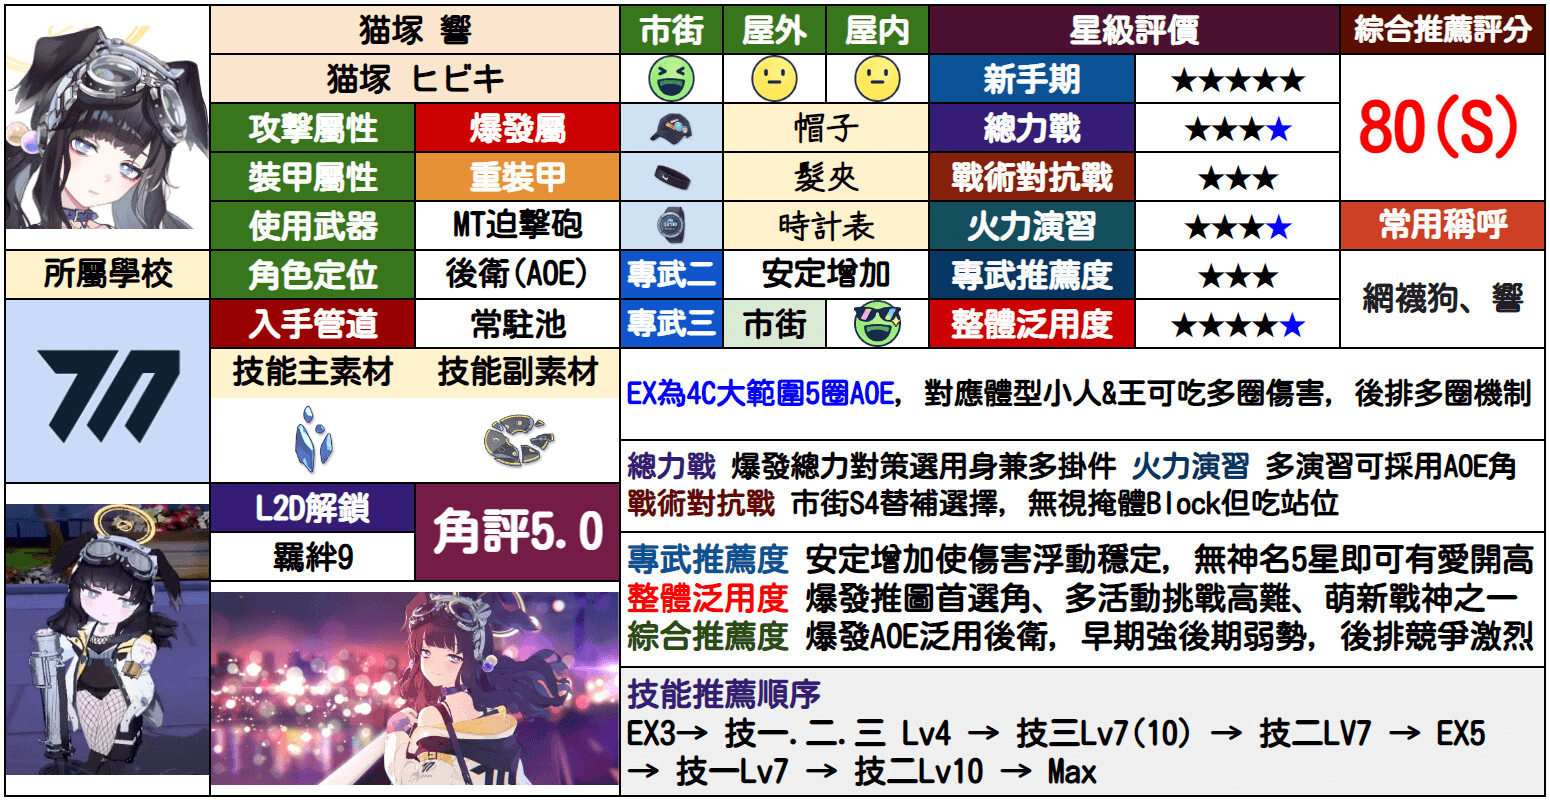 猫塚 響
猫塚 ヒビキ
攻擊屬性 爆發屬
裝甲屬性 重裝甲
使用武器 MT迫擊砲
所屬學校 角色定位 後衛(AOE)
入手管道 常駐池
技能主素材 技能副素材
L2D解鎖
羈絆9
角評5.0
市街 屋外 屋内
帽子
髮夾
時計表
專武二 安定增加
專武三 市街
星級評價 綜合推薦評分
新手期 ★★★★★
總力戰 ★★★★
80(S)
戰術對抗戰 ★★★
火力演習 ★★★★
常用稱呼
專武推薦度 ★★★
整體泛用度 ★★★★★
網襪狗、響
EX為4C大範圍5圈AOE, 對應體型小人&王可吃多圈傷害, 後排多圈機制
總力戰 爆發總力對策選用身兼多掛件 火力演習 多演習可採用AOE角
戰術對抗戰 市街S4替補選擇, 無視掩體Block但吃站位
專武推薦度 安定增加使傷害浮動穩定, 無神名5星即可有愛開高
整體泛用度 爆發推圖首選角、多活動挑戰高難、萌新戰神之一
綜合推薦度 爆發AOE泛用後衛, 早期強後期弱勢, 後排競爭激烈
技能推薦順序
EX3→ 技一.二.三 Lv4 → 技三Lv7(10) → 技二LV7 → EX5
→ 技一Lv7 → 技二Lv10 → Max